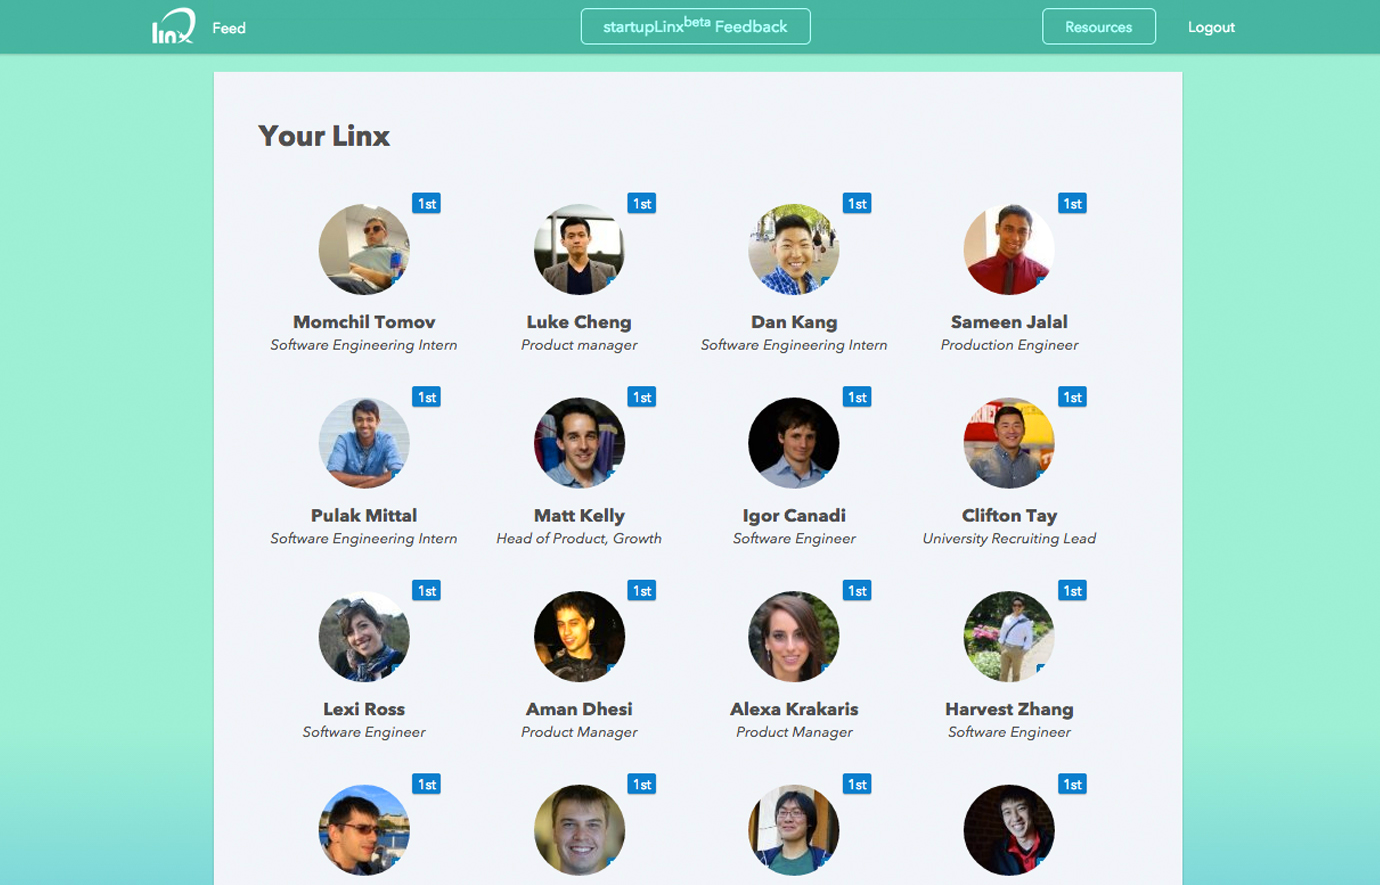 linx
Feed
startupLinxbeta Feedback
Resources
Logout
Your Linx
1st
1st
1st
1st
Momchil Tomov
Luke Cheng
Dan Kang
Sameen Jalal
Software Engineering Intern
Product manager
Software Engineering Intern
Production Engineer
1st
1st
1st
1st
Pulak Mittal
Matt Kelly
Igor Canadi
Clifton Tay
Software Engineering Intern
Head of Product, Growth
Software Engineer
University Recruiting Lead
1st
1st
1st
1st
Lexi Ross
Aman Dhesi
Alexa Krakaris
Harvest Zhang
Software Engineer
Product Manager
Product Manager
Software Engineer
1st
1st
1st
1st